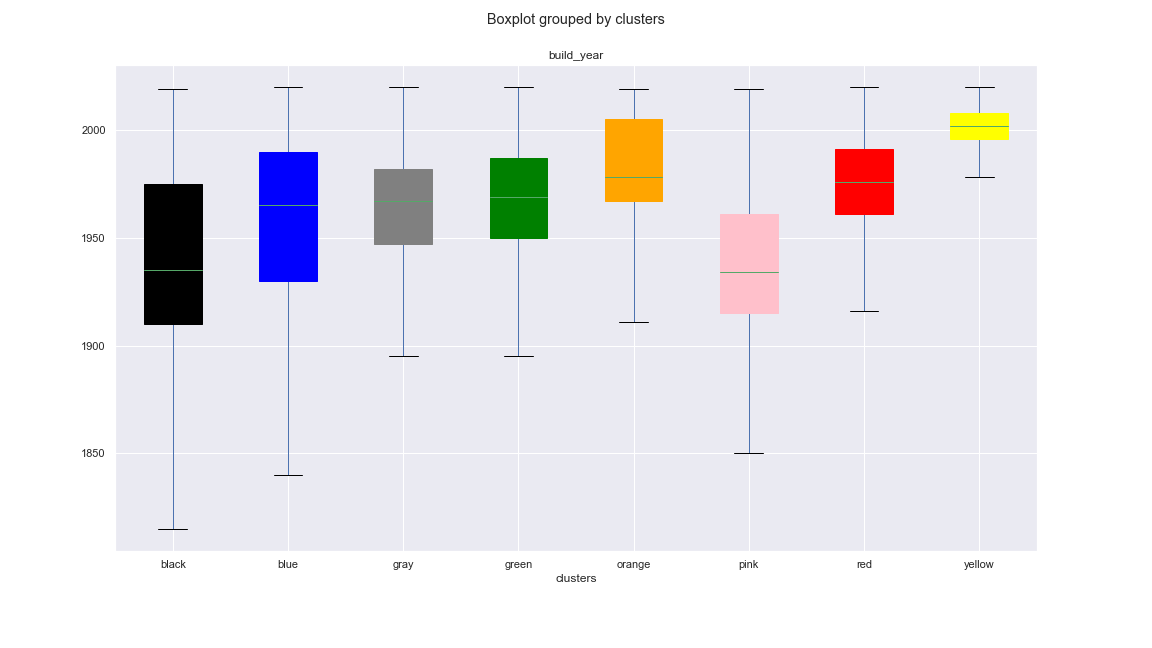 Boxplot grouped by clusters
build_year
2000
1950
1900
1850
black blue gray green orange pink red yellow
clusters